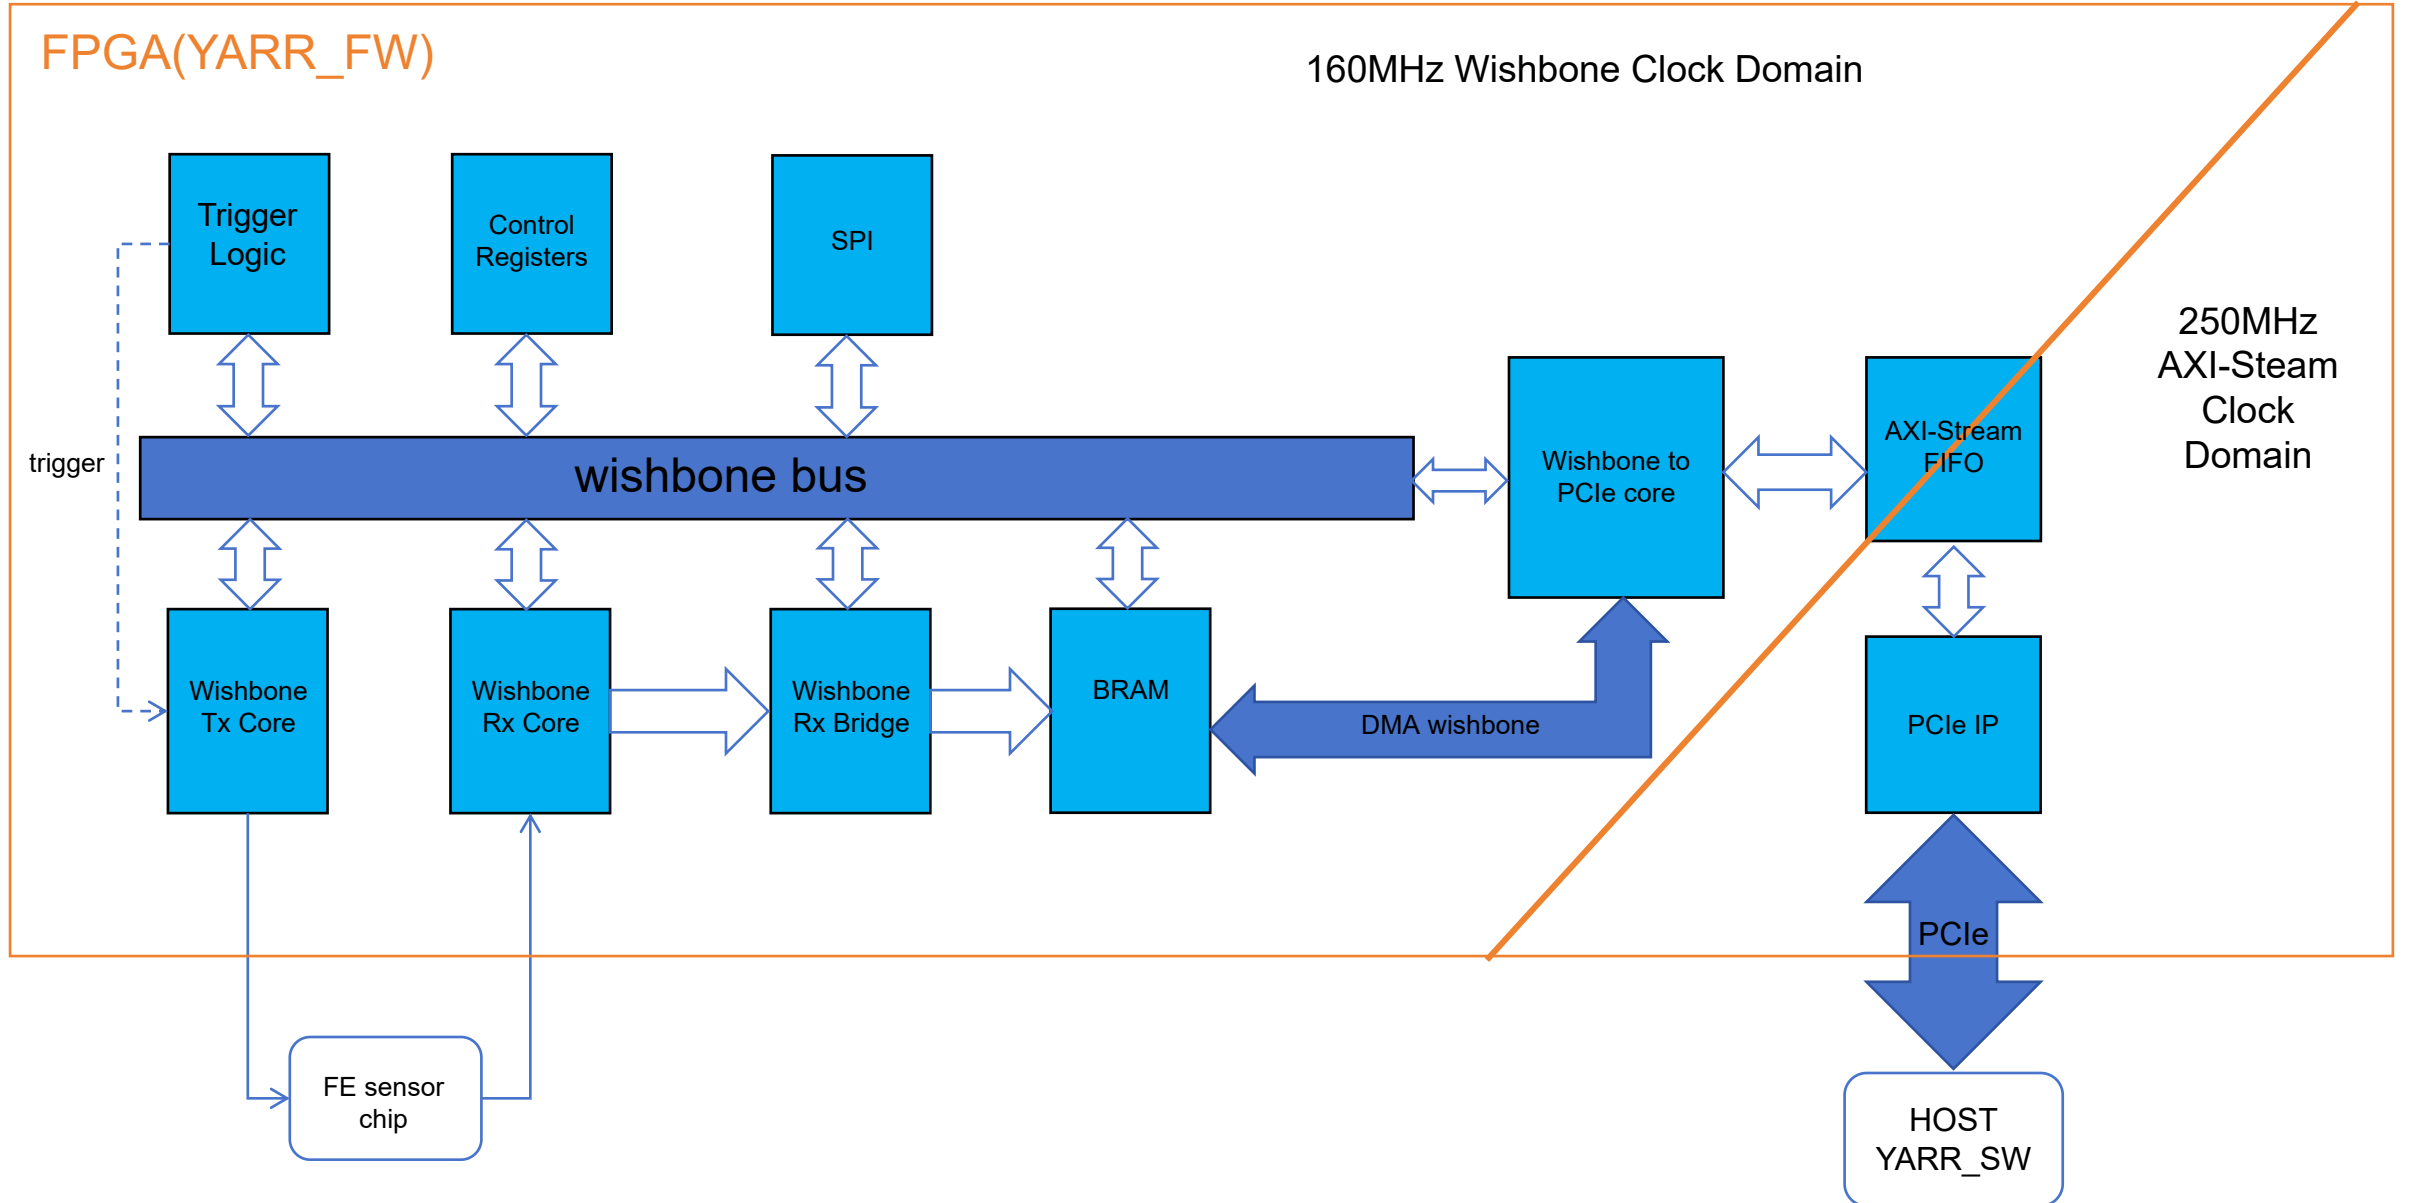 FPGA(YARR_FW)
160MHz Wishbone Clock Domain
Trigger
Logic
Control
Registers
SPI
250MHz
AXI-Steam
Clock
Domain
trigger
wishbone bus
Wishbone to
PCIe core
AXI-Stream
FIFO
Wishbone
Tx Core
Wishbone
Rx Core
Wishbone
Rx Bridge
BRAM
DMA wishbone
PCIe IP
PCIe
FE sensor
chip
HOST
YARR_SW